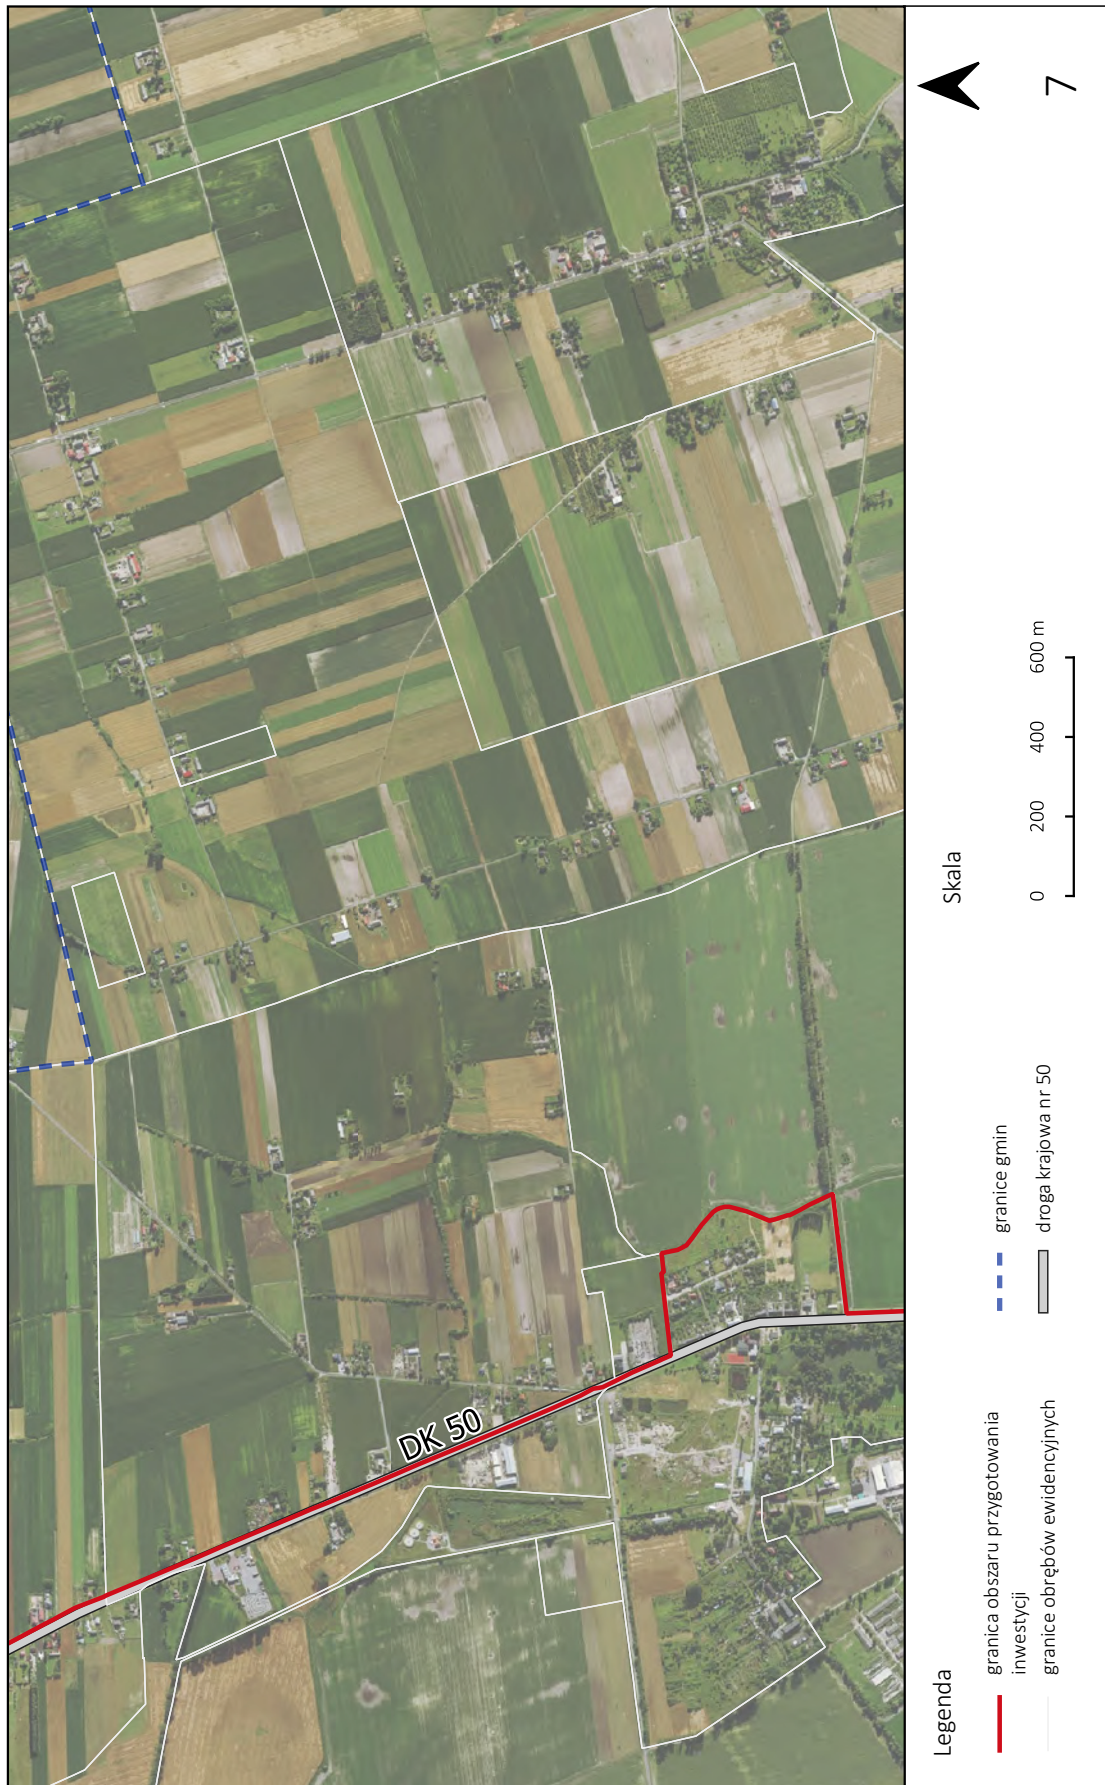 DK 50
Legenda
granica obszaru przygotowania
inwestycji
granice obrębów ewidencyjnych
granice gmin
droga krajowa nr 50
Skala
0 200 400 600 m
7